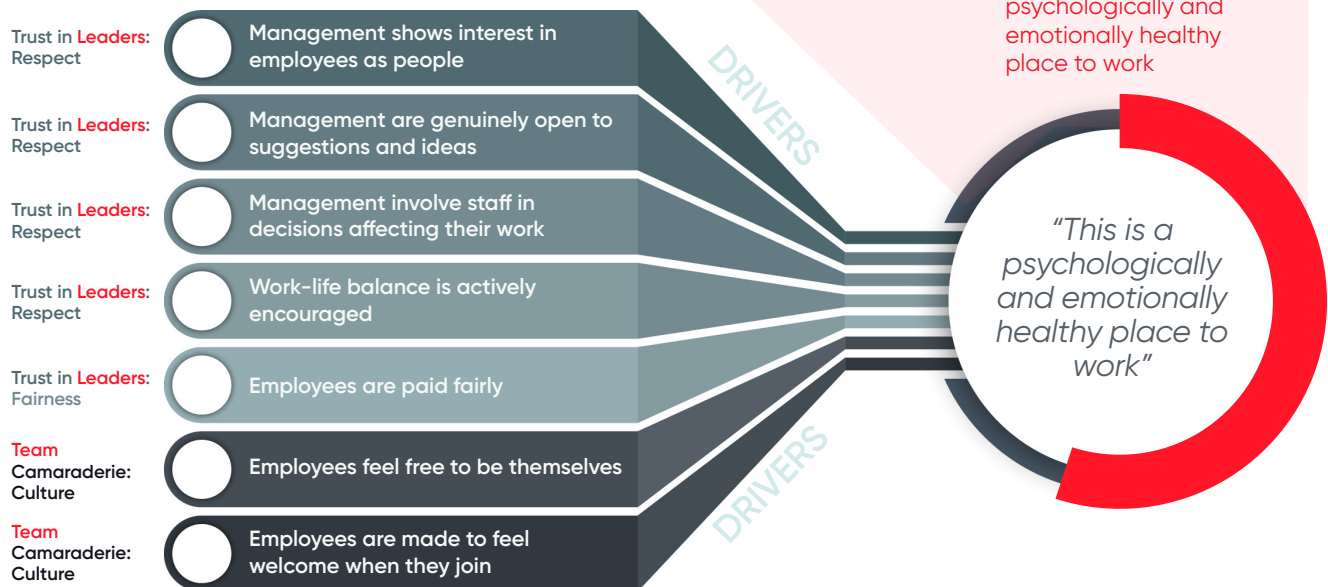 psychologically and
emotionally healthy
place to work
Trust in Leaders:
Respect
Management shows interest in
employees as people
Trust in Leaders:
Respect
Management are genuinely open to
suggestions and ideas
Trust in Leaders:
Respect
Management involve staff in
decisions affecting their work
Trust in Leaders:
Respect
Work-life balance is actively
encouraged
Trust in Leaders:
Fairness
Employees are paid fairly
Team
Camaraderie:
Culture
Employees feel free to be themselves
Team
Camaraderie:
Culture
Employees are made to feel
welcome when they join
DRIVERS
DRIVERS
“This is a
psychologically
and emotionally
healthy place to
work”